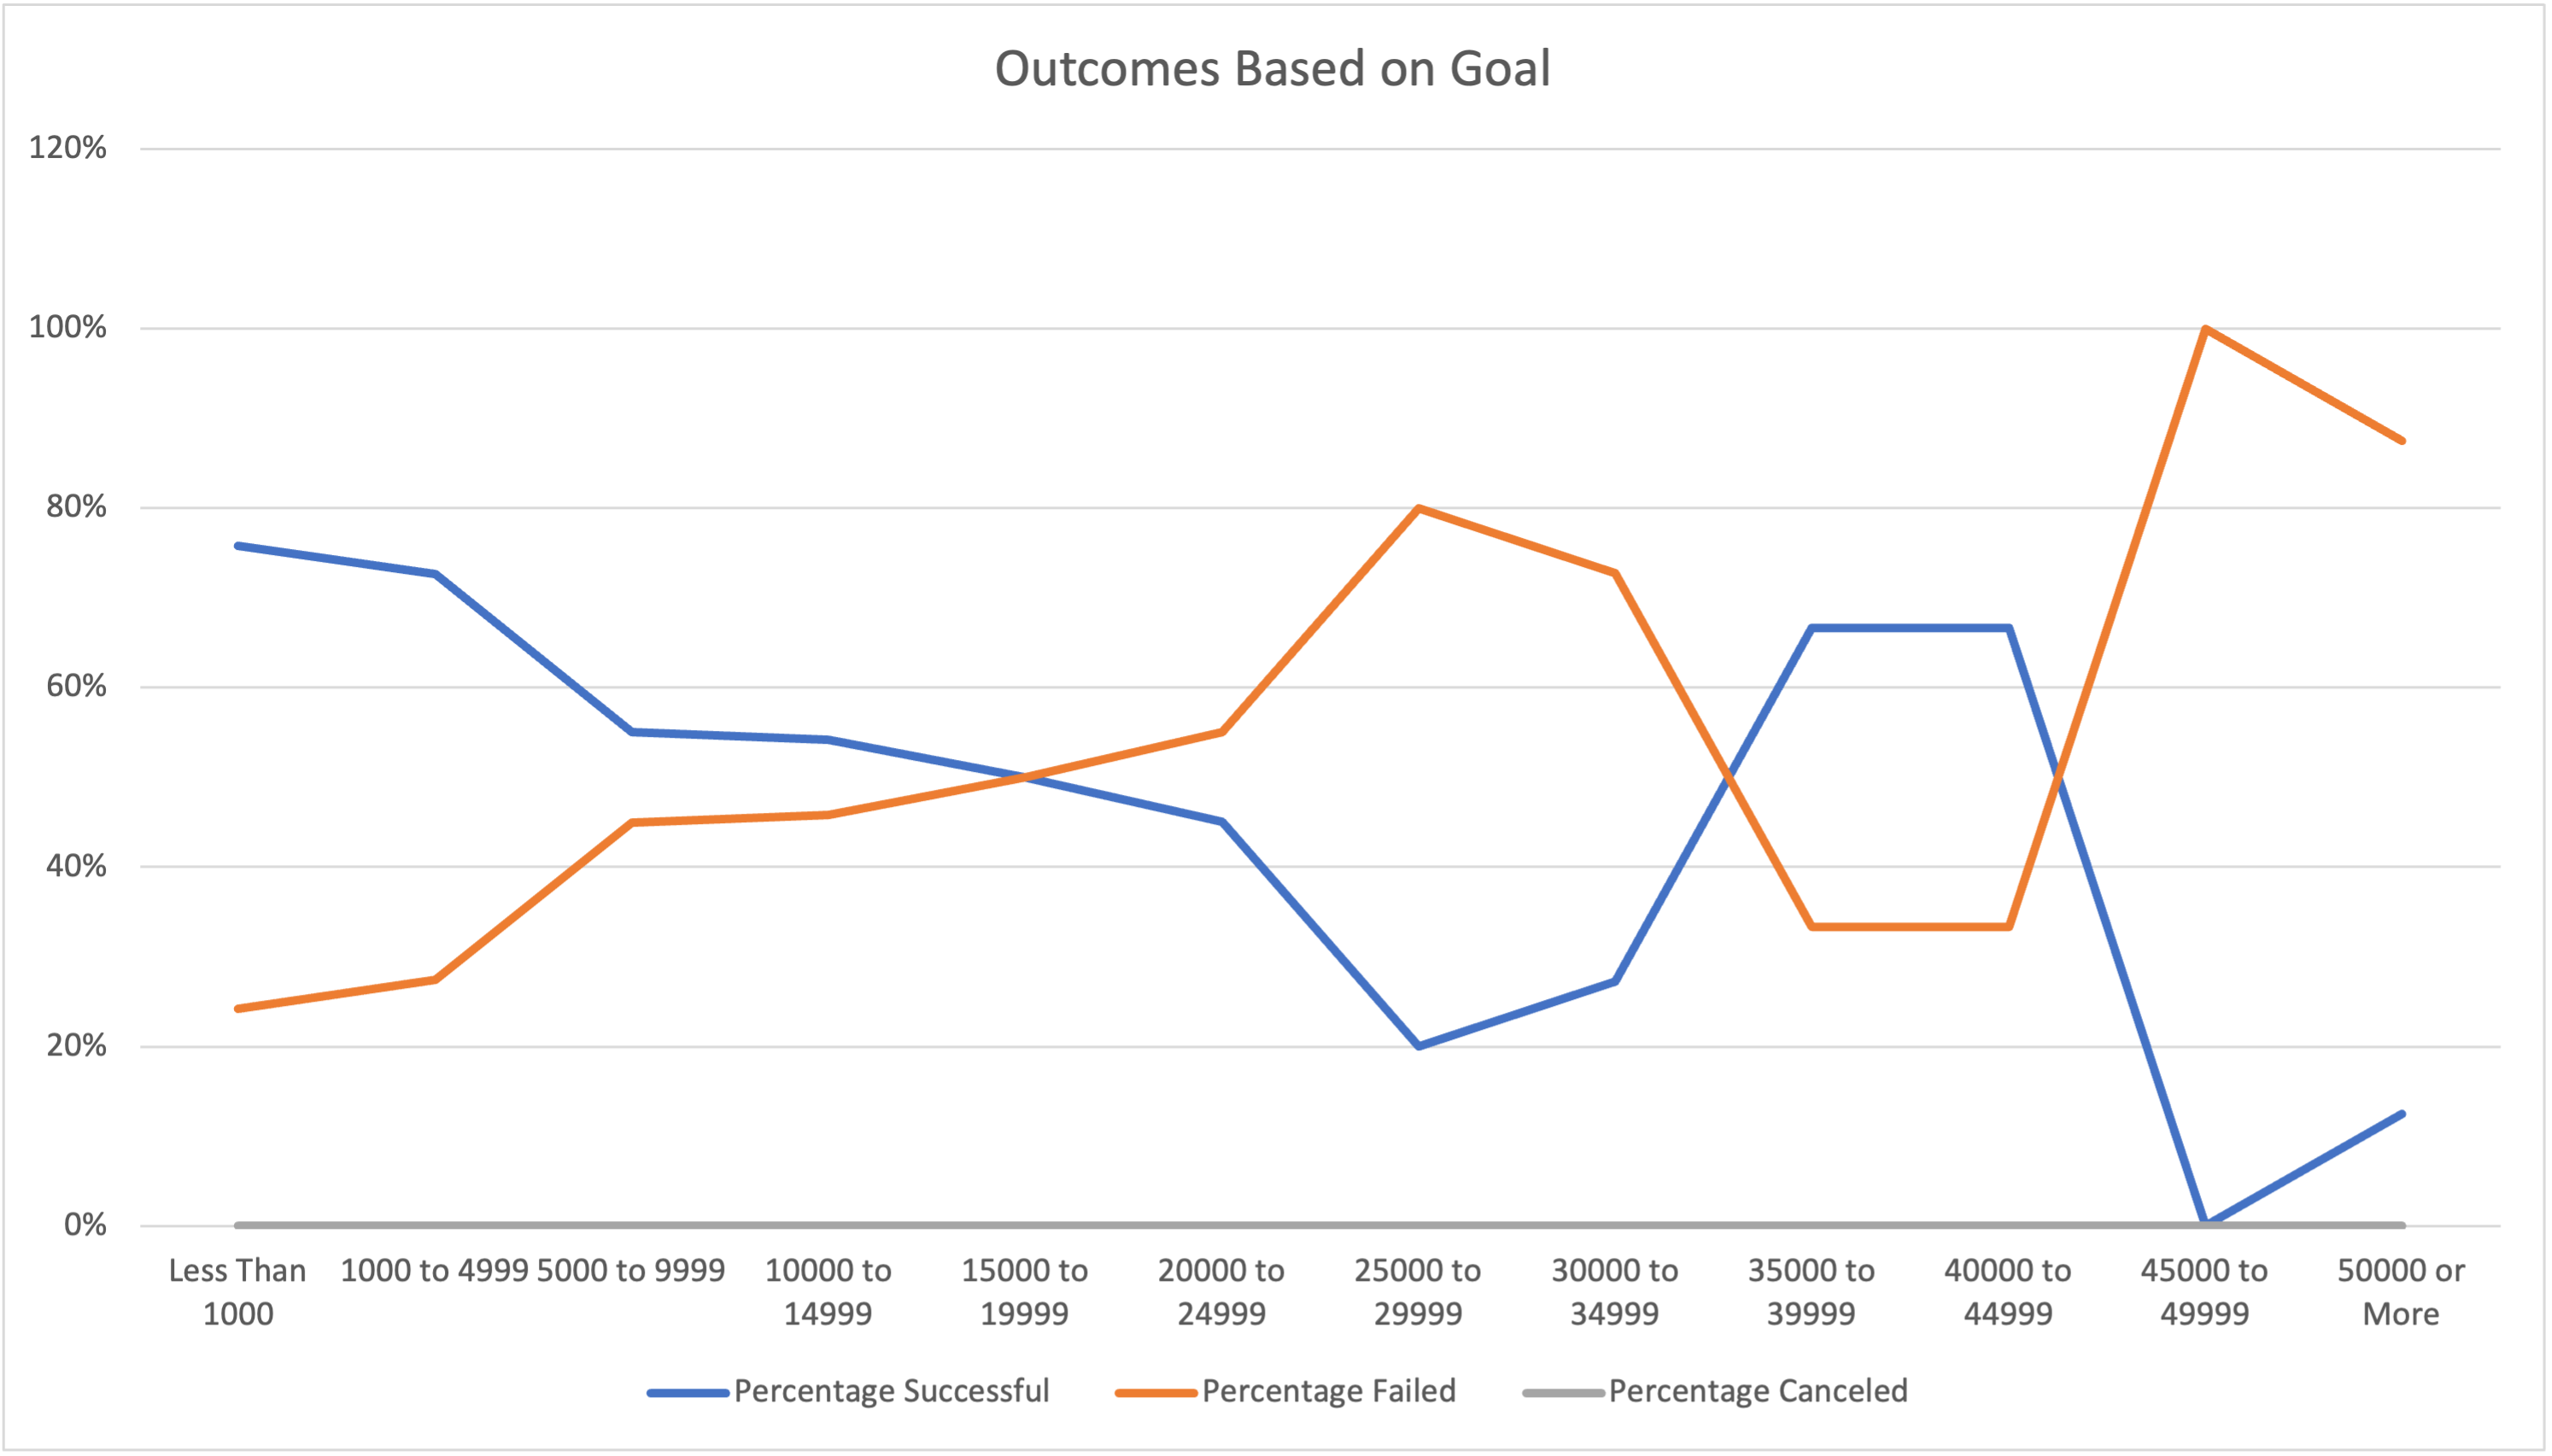 Outcomes Based on Goal
120%
100%
80%
60%
40%
20%
0%
Less Than 1000 to 4999 5000 to 9999 10000 to 15000 to 20000 to 25000 to 30000 to 35000 to 40000 to 45000 to 50000 or
1000 14999 19999 24999 29999 34999 39999 44999 49999 More
Percentage Successful Percentage Failed Percentage Canceled